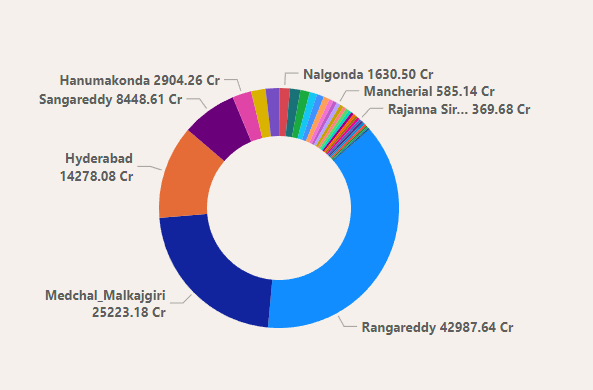 Hanumakonda 2904.26 Cr
Sangareddy 8448.61 Cr
Hyderabad
14278.08 Cr
Medchal_Malkajgiri
25223.18 Cr
Nalgonda 1630.50 Cr
Mancherial 585.14 Cr
Rajanna Sir... 369.68 Cr
Rangareddy 42987.64 Cr